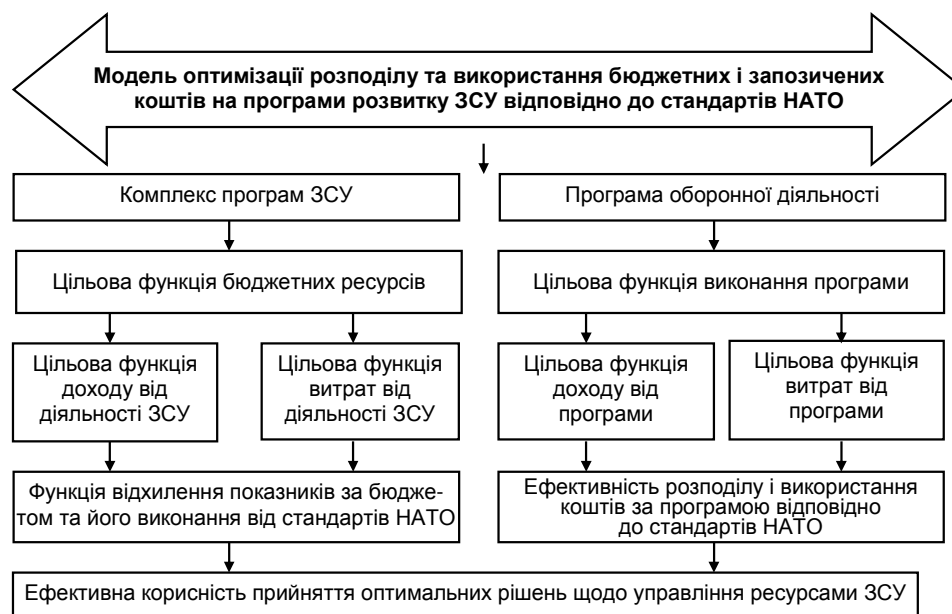 Модель оптимізації розподілу та використання бюджетних і запозичених
коштів на програми розвитку ЗСУ відповідно до стандартів НАТО
Комплекс програм ЗСУ
Програма оборонної діяльності
Цільова функція бюджетних ресурсів
Цільова функція виконання програми
Цільова функція
доходу від
діяльності ЗСУ
Цільова функція
витрат від
діяльності ЗСУ
Цільова функція
доходу від
програми
Цільова функція
витрат від
програми
Функція відхилення показників за бюдже-
том та його виконання від стандартів НАТО
Ефективність розподілу і використання
коштів за програмою відповідно
до стандартів НАТО
Ефективна корисність прийняття оптимальних рішень щодо управління ресурсами ЗСУ